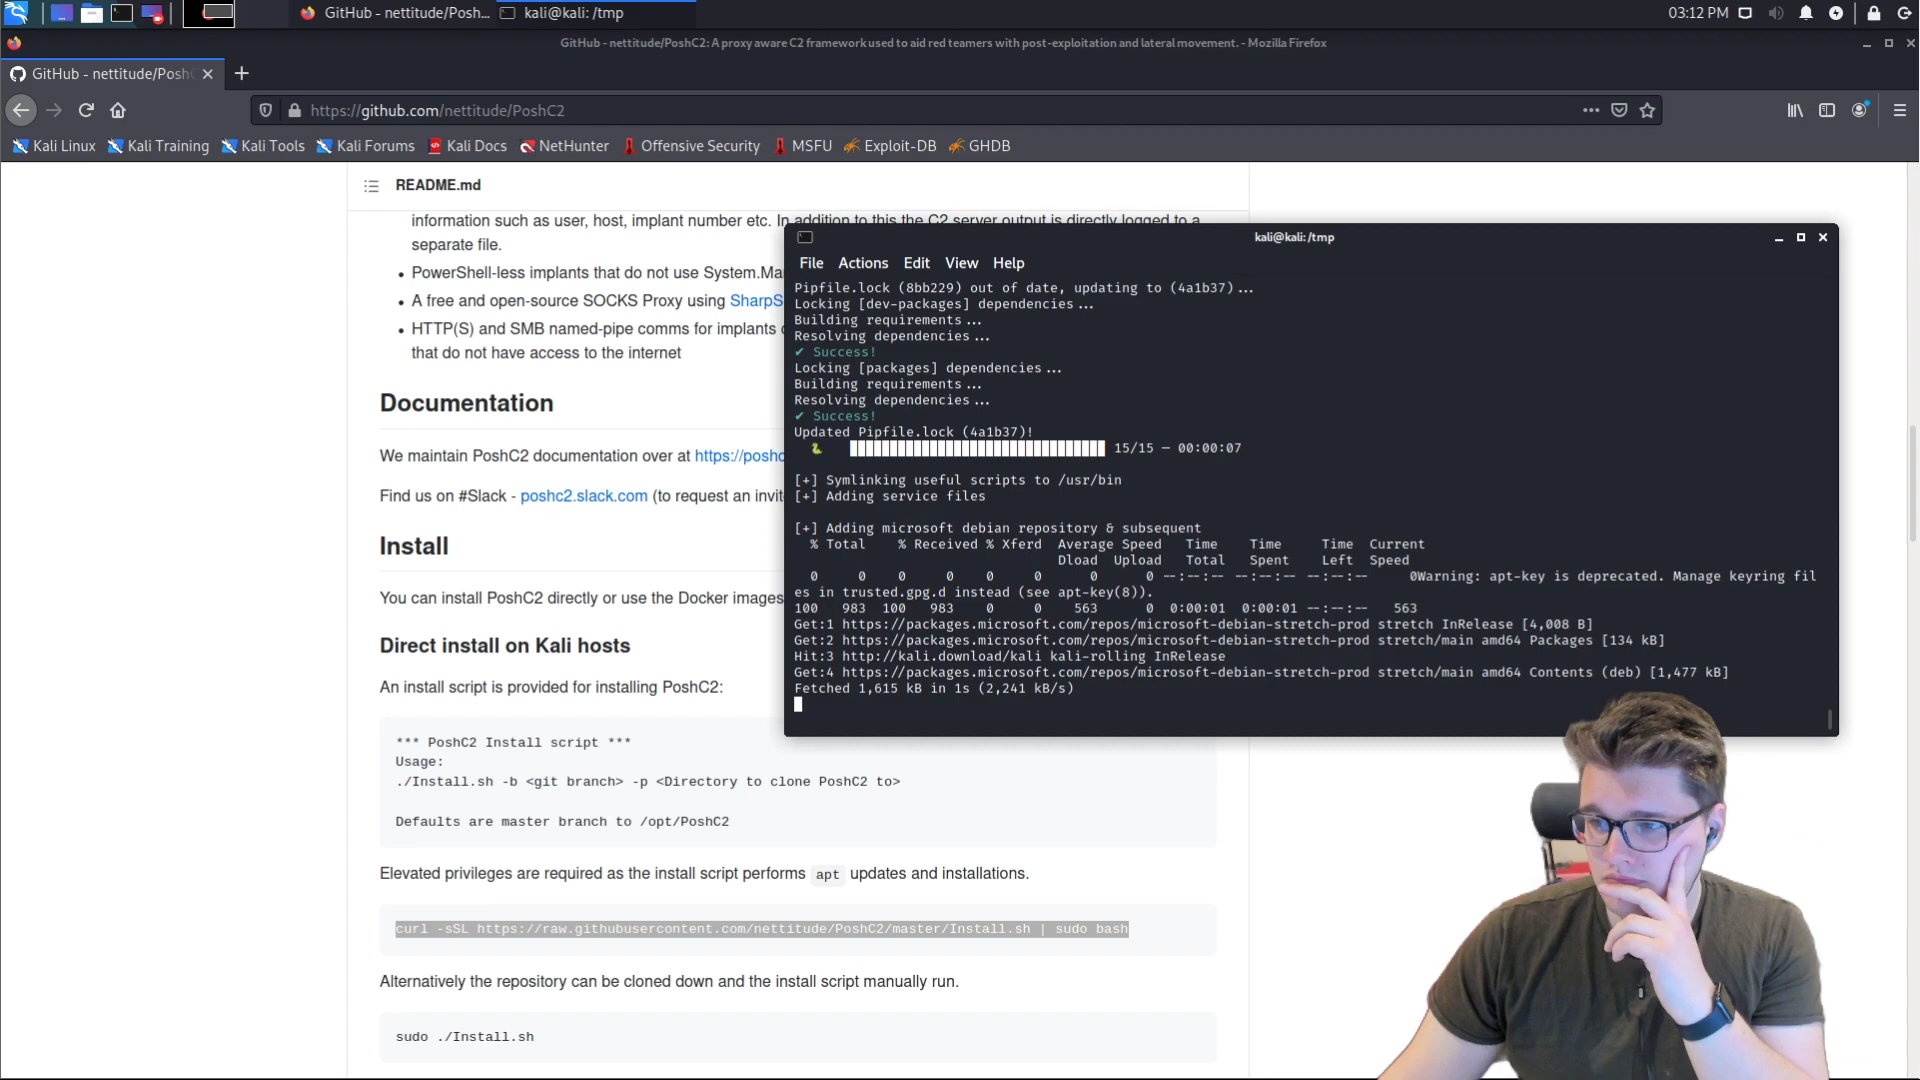 GitHub - nettitude/Posh...
kali@kali: /tmp
03:12 PM
GitHub - nettitude/PoshC2: A proxy aware C2 framework used to aid red teamers with post-exploitation and lateral movement. - Mozilla Firefox
GitHub - nettitude/PoshC
https://github.com/nettitude/PoshC2
Kali Linux Kali Training Kali Tools Kali Forums Kali Docs NetHunter Offensive Security MSFU Exploit-DB GHDB
README.md
information such as user, host, implant number etc. In addition to this the C2 server output is directly logged to a
separate file.
• PowerShell-less implants that do not use System.Ma
• A free and open-source SOCKS Proxy using SharpS
• HTTP(S) and SMB named-pipe comms for implants
that do not have access to the internet
Documentation
We maintain PoshC2 documentation over at https://poshc
Find us on #Slack - poshc2.slack.com (to request an invi
Install
You can install PoshC2 directly or use the Docker images
Direct install on Kali hosts
An install script is provided for installing PoshC2:
*** PoshC2 Install script ***
Usage:
./Install.sh -b <git branch> -p <Directory to clone PoshC2 to>
Defaults are master branch to /opt/PoshC2
Elevated privileges are required as the install script performs apt updates and installations.
curl -sSL https://raw.githubusercontent.com/nettitude/PoshC2/master/Install.sh | sudo bash
Alternatively the repository can be cloned down and the install script manually run.
sudo ./Install.sh
kali@kali: /tmp
File Actions Edit View Help
Pipfile.lock (8bb229) out of date, updating to (4a1b37)...
Locking [dev-packages] dependencies...
Building requirements...
Resolving dependencies...
✔ Success!
Locking [packages] dependencies...
Building requirements...
Resolving dependencies...
✔ Success!
Updated Pipfile.lock (4a1b37)!
15/15 — 00:00:07
[+] Symlinking useful scripts to /usr/bin
[+] Adding service files
[+] Adding microsoft debian repository & subsequent
% Total % Received % Xferd Average Speed Time Time Time Current
Dload Upload Total Spent Left Speed
0 0 0 0 0 0 0 0 --:--:-- --:--:-- --:--:-- 0Warning: apt-key is deprecated. Manage keyring fil
es in trusted.gpg.d instead (see apt-key(8)).
100 983 100 983 0 0 563 0 0:00:01 0:00:01 --:--:-- 563
Get:1 https://packages.microsoft.com/repos/microsoft-debian-stretch-prod stretch InRelease [4,008 B]
Get:2 https://packages.microsoft.com/repos/microsoft-debian-stretch-prod stretch/main amd64 Packages [134 kB]
Hit:3 http://kali.download/kali kali-rolling InRelease
Get:4 https://packages.microsoft.com/repos/microsoft-debian-stretch-prod stretch/main amd64 Contents (deb) [1,477 kB]
Fetched 1,615 kB in 1s (2,241 kB/s)